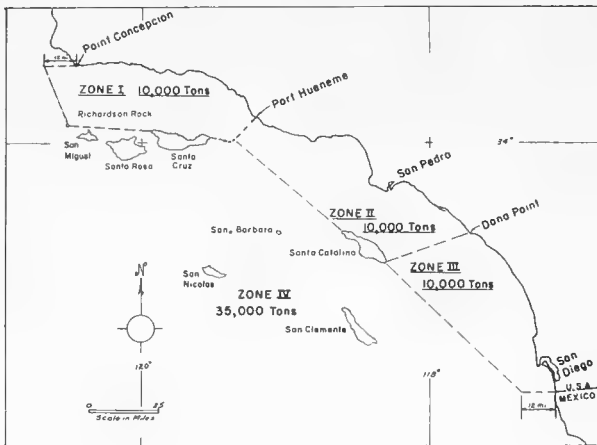 Point Concepcion
12 mi.
ZONE I 10,000 Tons
Richardson Rock
Port Hueneme
San
Miguel
Santa Rosa
Santa
Cruz
34°
San Pedro
ZONE II
10,000 Tons
Dana Point
Santa Barbara
Santa Catalina
ZONE III
10,000 Tons
San
Nicolas
ZONE IV
35,000 Tons
San Clemente
N
120°
118°
San
Diego
U.S.A.
MEXICO
12 mi.
0 25
Scale in Miles